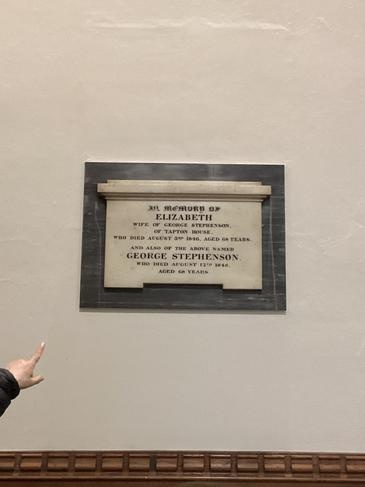 IN MEMORY OF
ELIZABETH
WIFE OF GEORGE STEPHENSON,
OF TAPTON HOUSE,
WHO DIED AUGUST 3RD 1845, AGED 68 YEARS.
AND ALSO OF THE ABOVE NAMED
GEORGE STEPHENSON,
WHO DIED AUGUST 12TH 1848,
AGED 68 YEARS